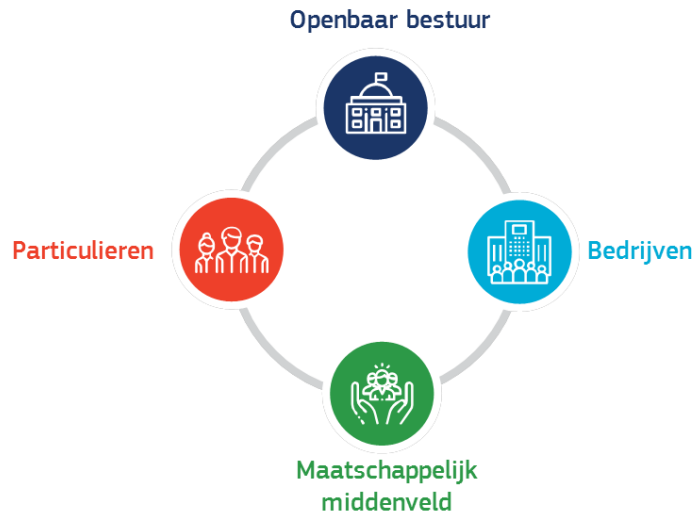 Openbaar bestuur
Particulieren
Bedrijven
Maatschappelijk
middenveld